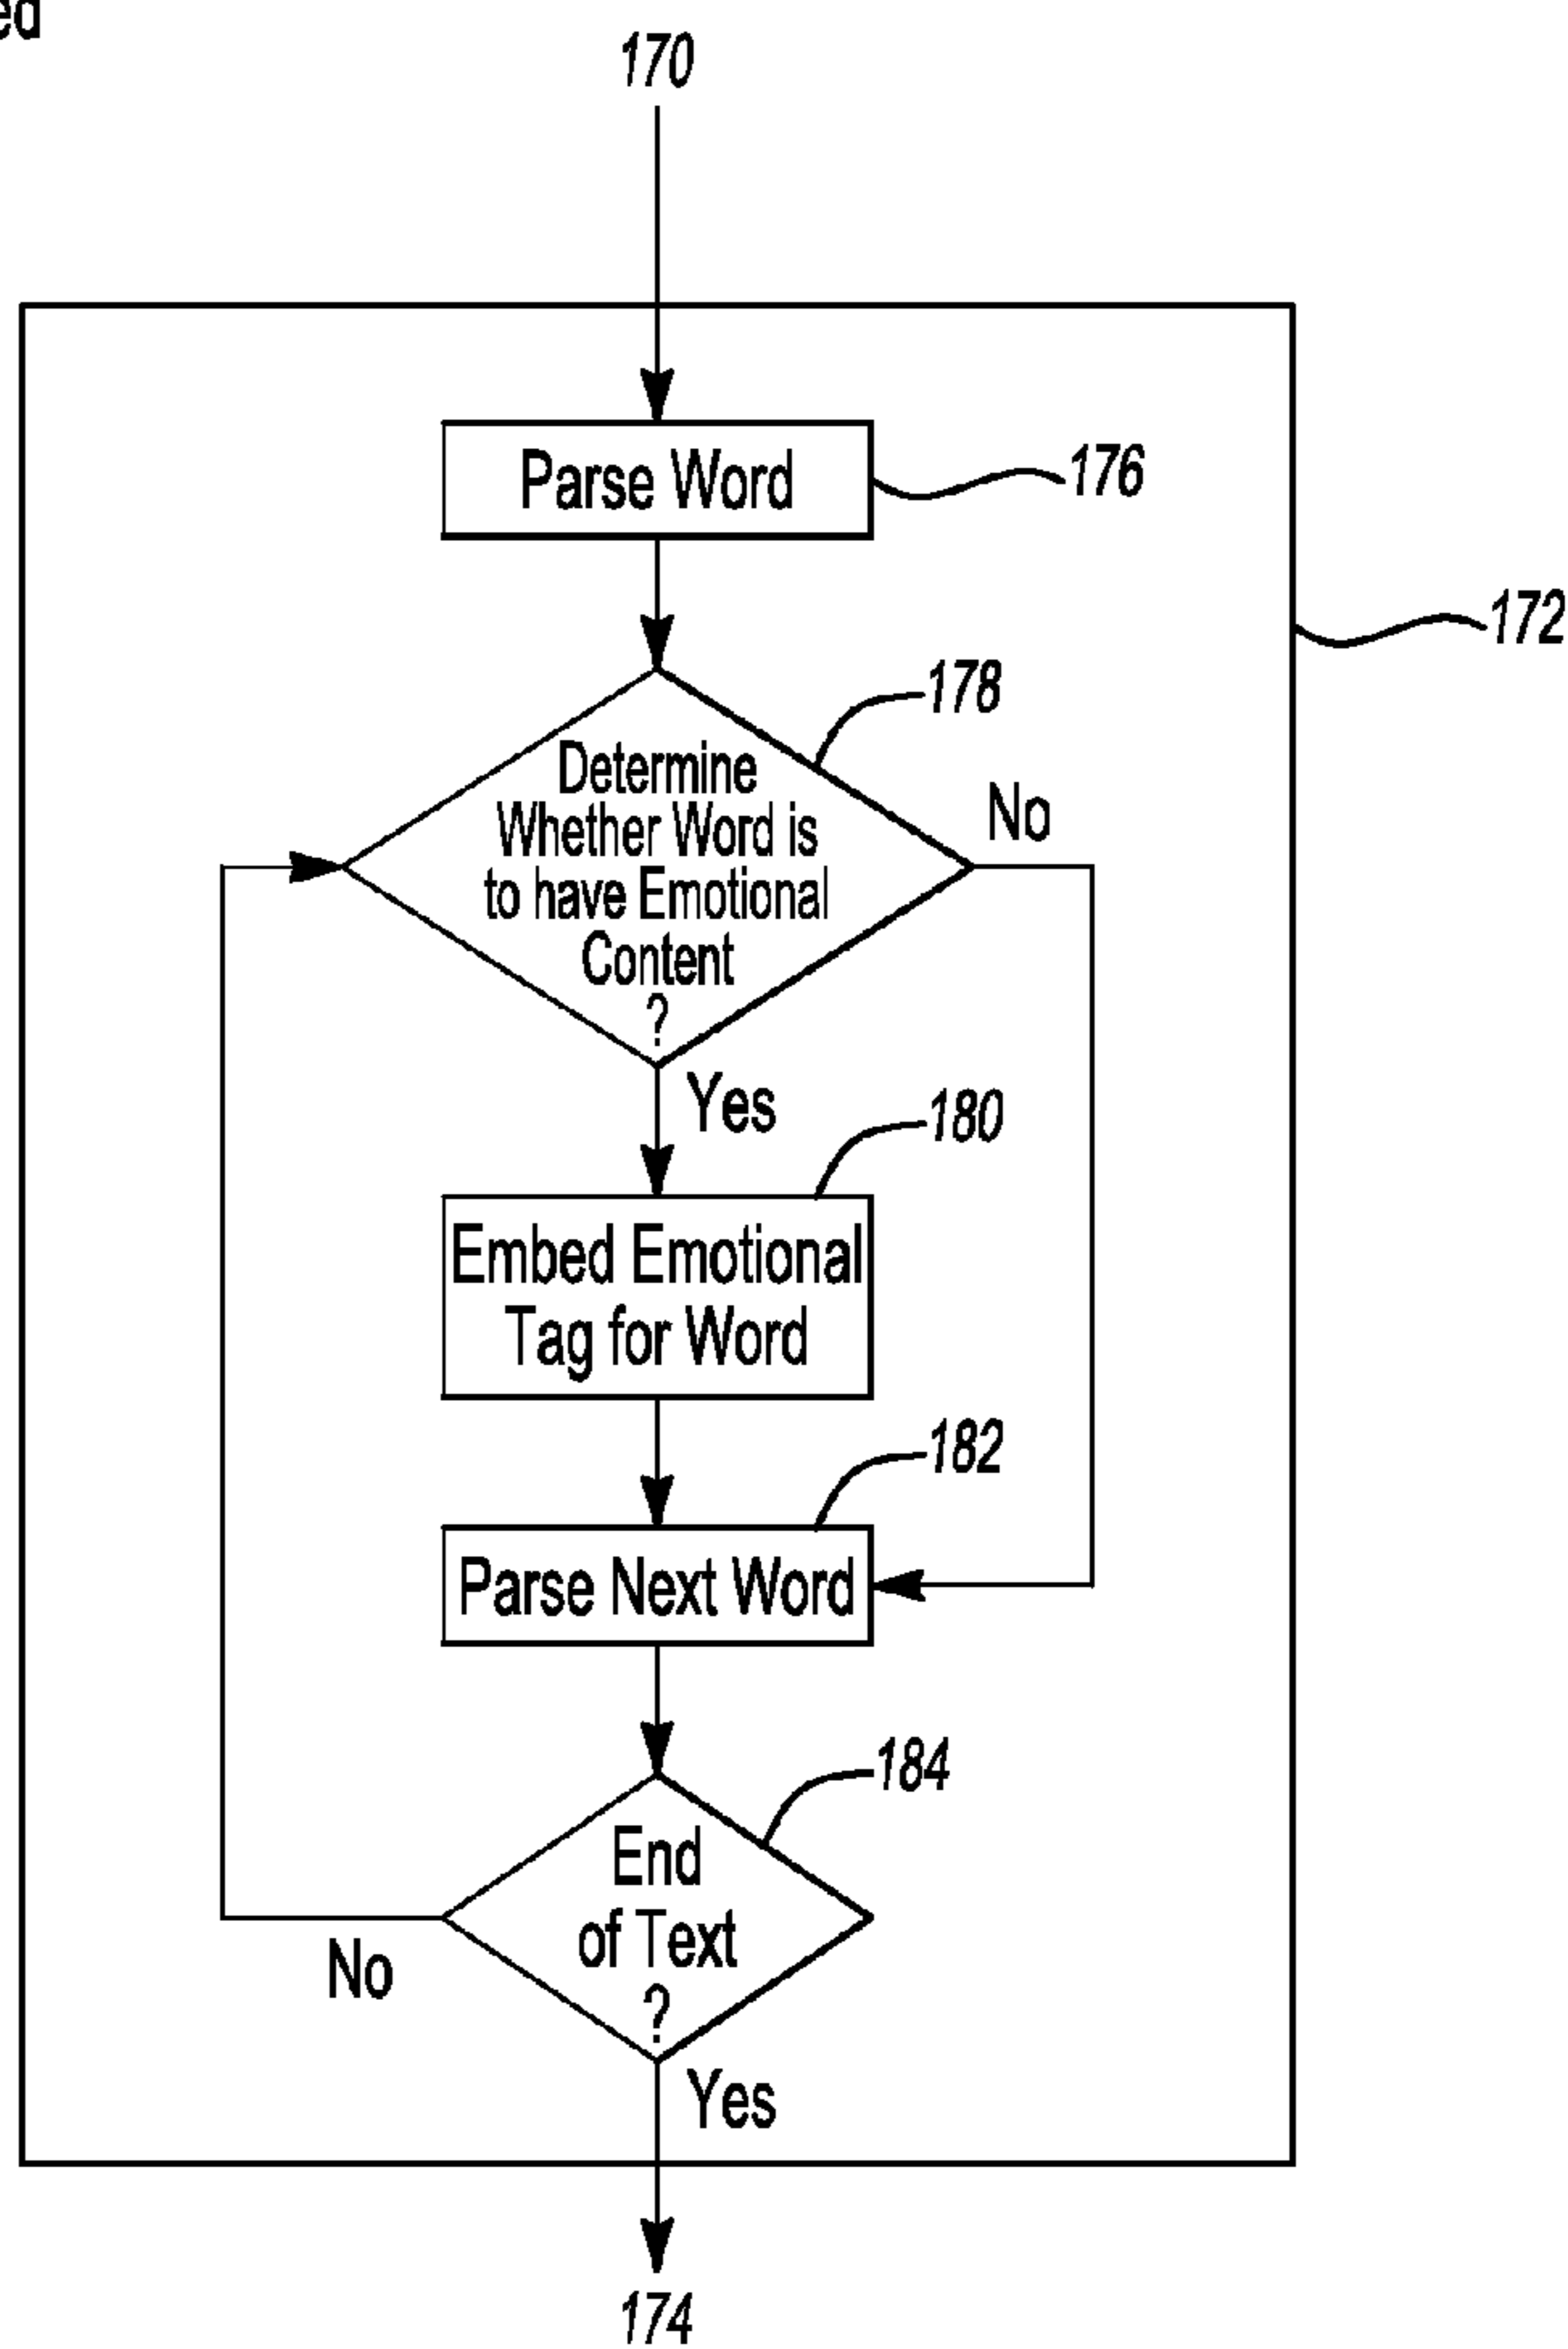 170
Parse Word
176
172
178
Determine
Whether Word is
to have Emotional
Content
?
No
Yes
180
Embed Emotional
Tag for Word
182
Parse Next Word
184
End
of Text
?
No
Yes
174